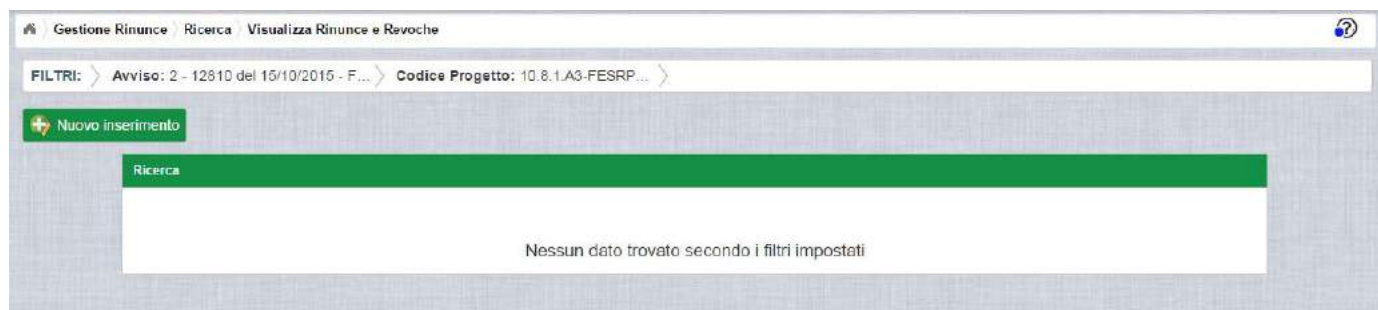 Gestione Rinunce Ricerca Visualizza Rinunce e Revoche
FILTRI: Avviso: 2 - 12810 del 15/10/2015 - F... Codice Progetto: 10.8.1.A3-FESRP...
Nuovo inserimento
Ricerca
Nessun dato trovato secondo i filtri impostati